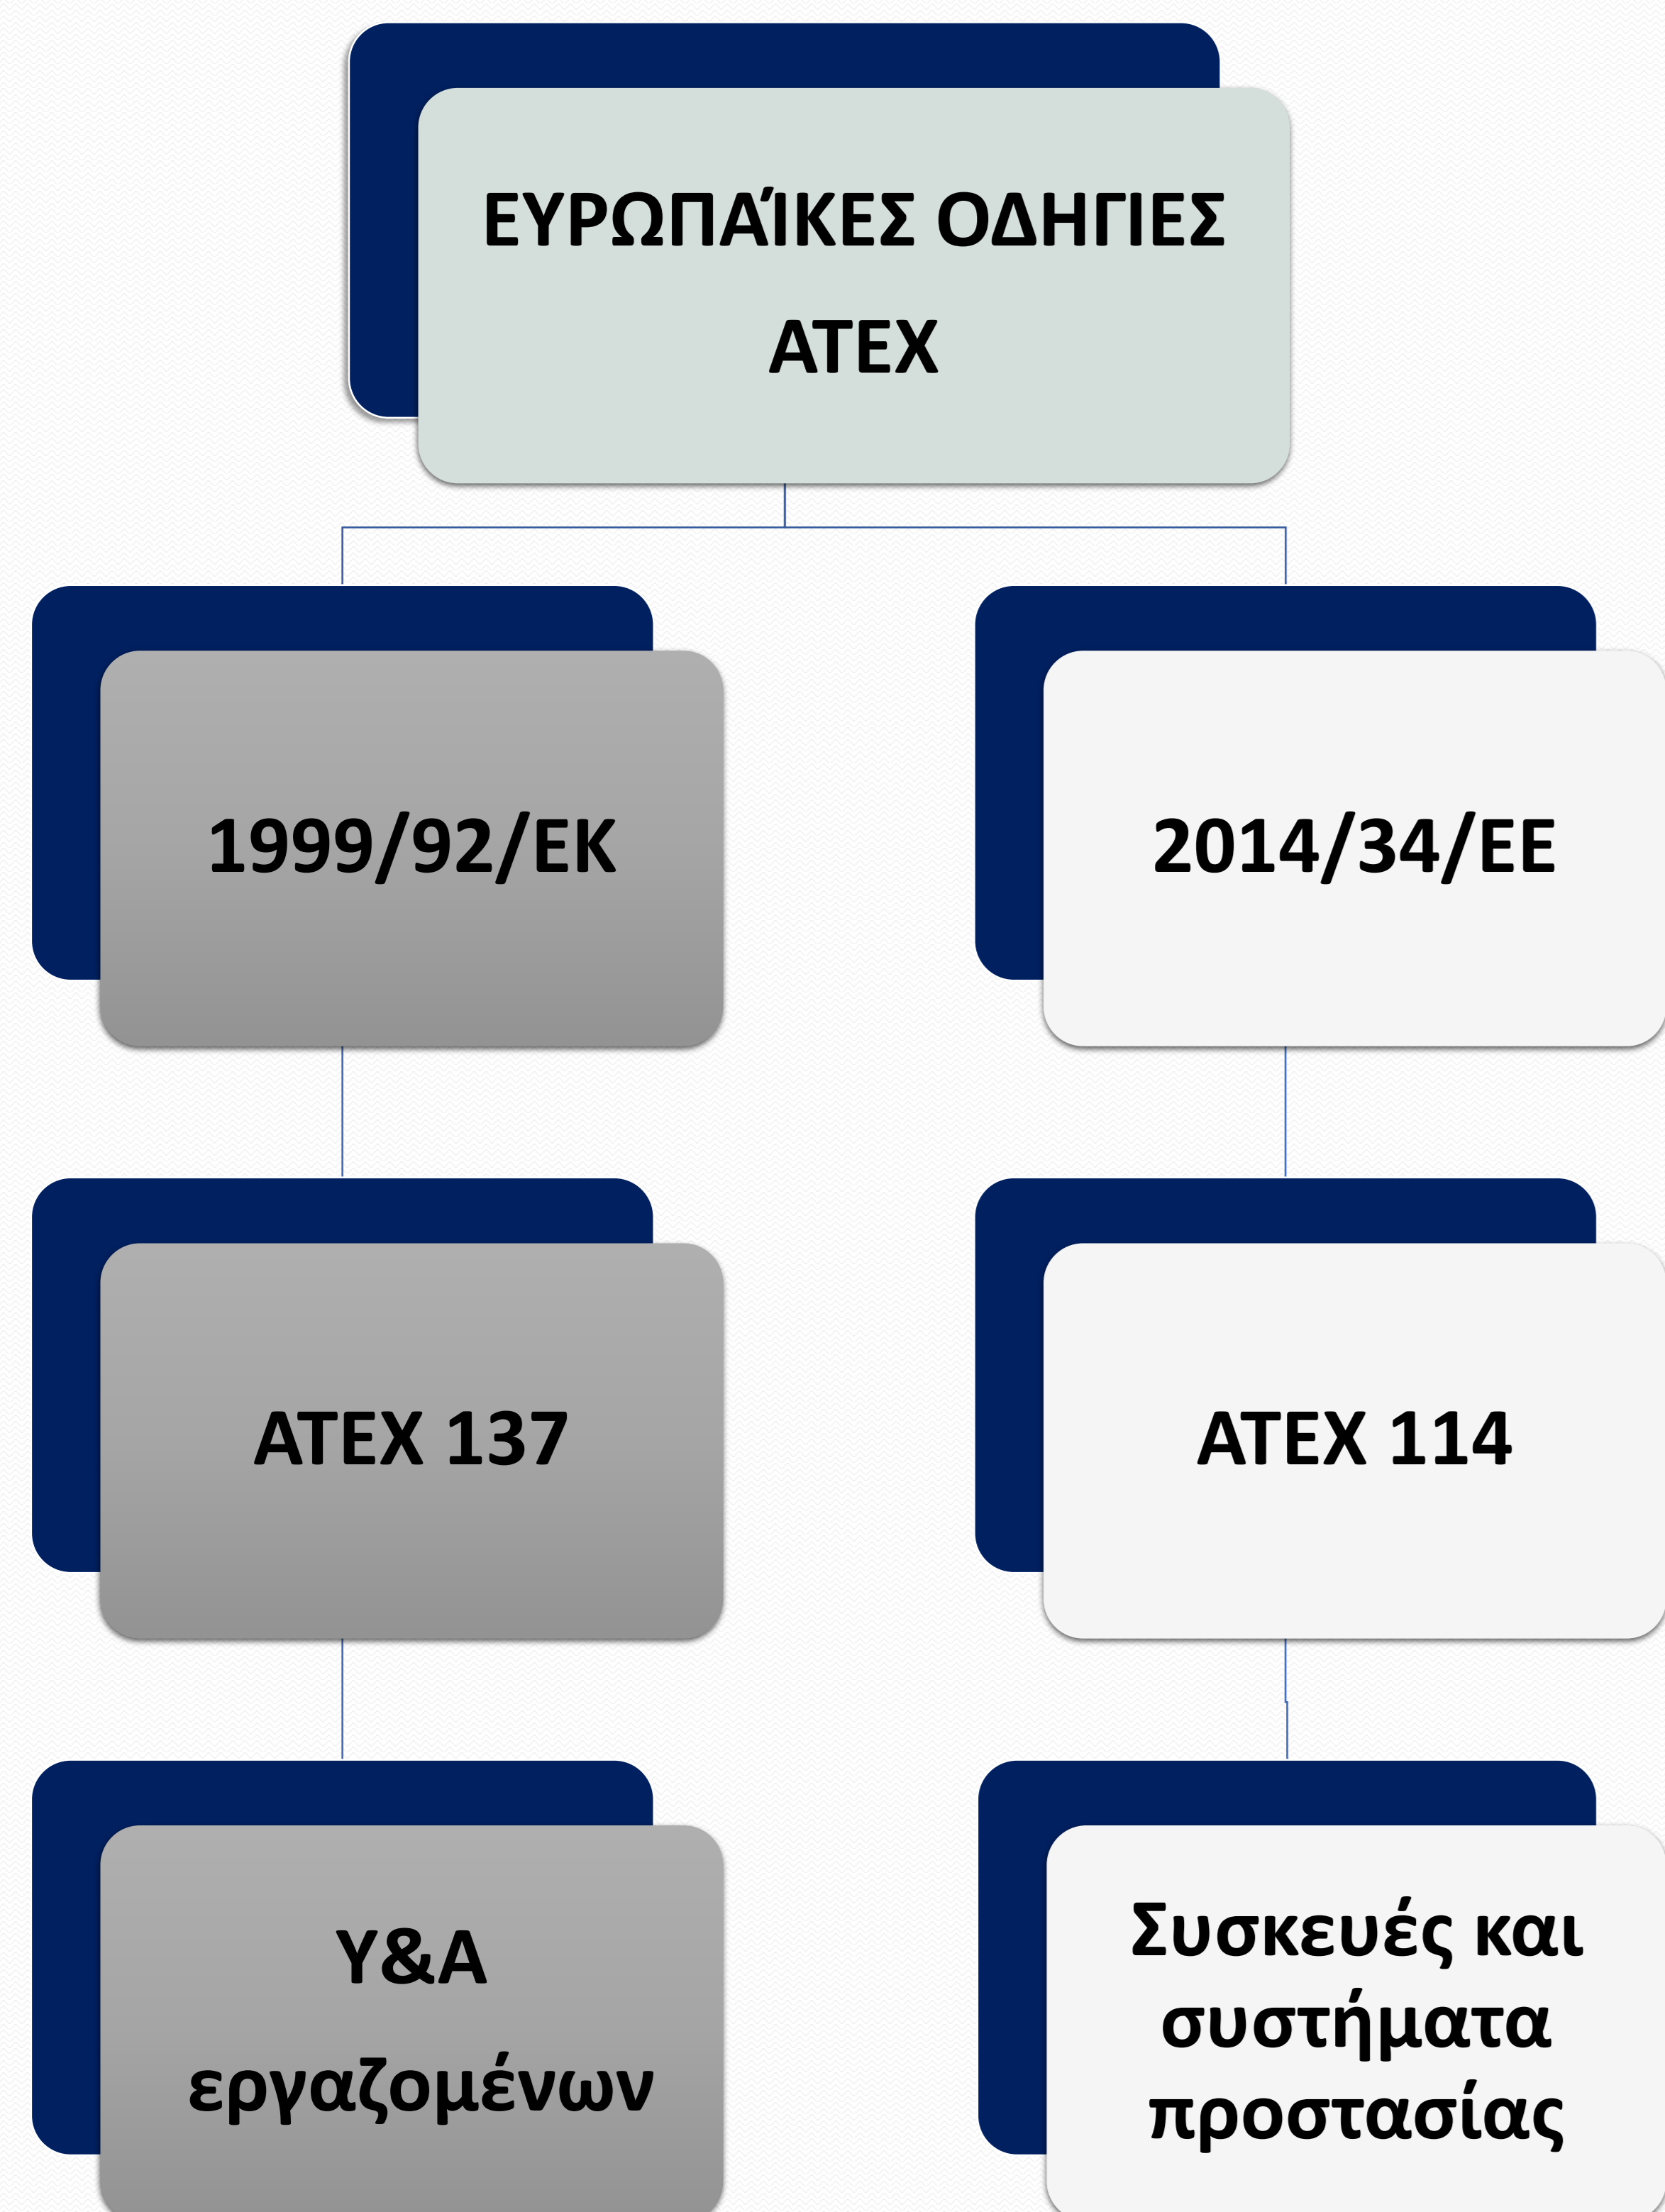 ΕΥΡΩΠΑΪΚΕΣ ΟΔΗΓΙΕΣ
ATEX
1999/92/ΕΚ
2014/34/ΕΕ
ATEX 137
ATEX 114
Υ&Α
εργαζομένων
Συσκευές και
συστήματα
προστασίας